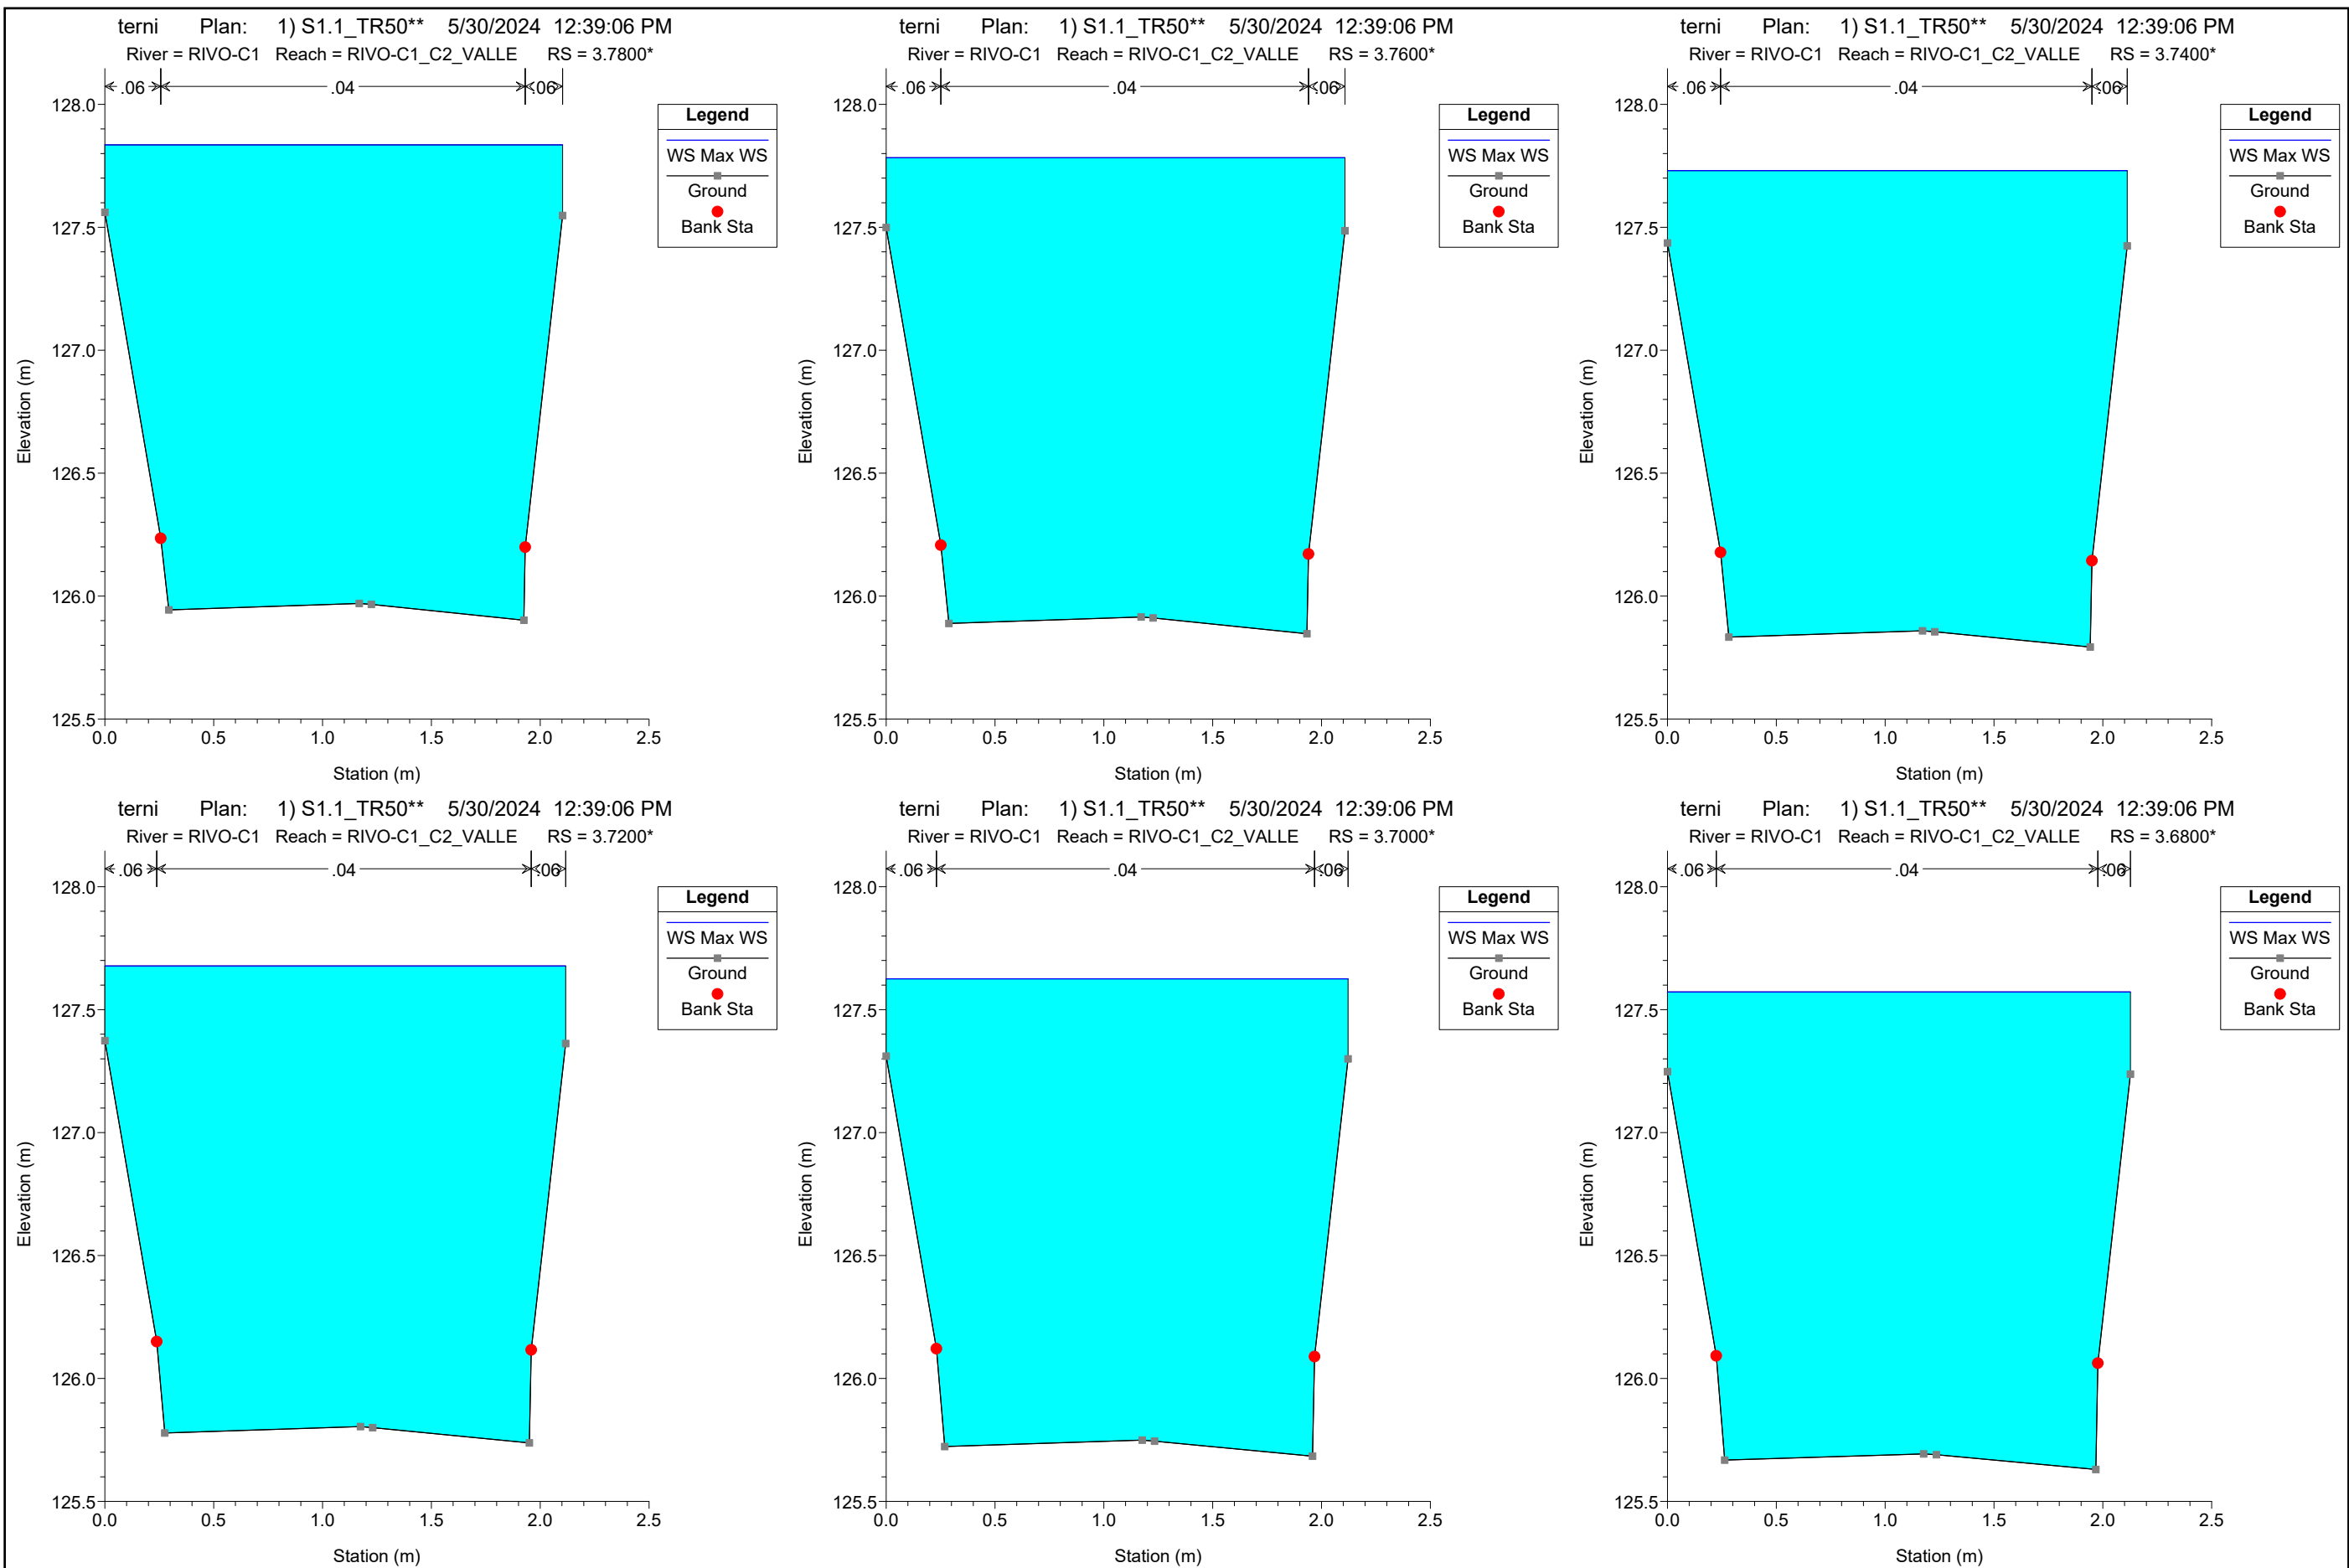 terni Plan: 1) S1.1_TR50** 5/30/2024 12:39:06 PM
River = RIVO-C1 Reach = RIVO-C1_C2_VALLE RS = 3.7800*
.06 .04 .06
128.0
127.5
127.0
126.5
126.0
125.5
0.0 0.5 1.0 1.5 2.0 2.5
Station (m)
Elevation (m)
Legend
WS Max WS
Ground
Bank Sta
terni Plan: 1) S1.1_TR50** 5/30/2024 12:39:06 PM
River = RIVO-C1 Reach = RIVO-C1_C2_VALLE RS = 3.7600*
.06 .04 .06
128.0
127.5
127.0
126.5
126.0
125.5
0.0 0.5 1.0 1.5 2.0 2.5
Station (m)
Elevation (m)
Legend
WS Max WS
Ground
Bank Sta
terni Plan: 1) S1.1_TR50** 5/30/2024 12:39:06 PM
River = RIVO-C1 Reach = RIVO-C1_C2_VALLE RS = 3.7400*
.06 .04 .06
128.0
127.5
127.0
126.5
126.0
125.5
0.0 0.5 1.0 1.5 2.0 2.5
Station (m)
Elevation (m)
Legend
WS Max WS
Ground
Bank Sta
terni Plan: 1) S1.1_TR50** 5/30/2024 12:39:06 PM
River = RIVO-C1 Reach = RIVO-C1_C2_VALLE RS = 3.7200*
.06 .04 .06
128.0
127.5
127.0
126.5
126.0
125.5
0.0 0.5 1.0 1.5 2.0 2.5
Station (m)
Elevation (m)
Legend
WS Max WS
Ground
Bank Sta
terni Plan: 1) S1.1_TR50** 5/30/2024 12:39:06 PM
River = RIVO-C1 Reach = RIVO-C1_C2_VALLE RS = 3.7000*
.06 .04 .06
128.0
127.5
127.0
126.5
126.0
125.5
0.0 0.5 1.0 1.5 2.0 2.5
Station (m)
Elevation (m)
Legend
WS Max WS
Ground
Bank Sta
terni Plan: 1) S1.1_TR50** 5/30/2024 12:39:06 PM
River = RIVO-C1 Reach = RIVO-C1_C2_VALLE RS = 3.6800*
.06 .04 .06
128.0
127.5
127.0
126.5
126.0
125.5
0.0 0.5 1.0 1.5 2.0 2.5
Station (m)
Elevation (m)
Legend
WS Max WS
Ground
Bank Sta